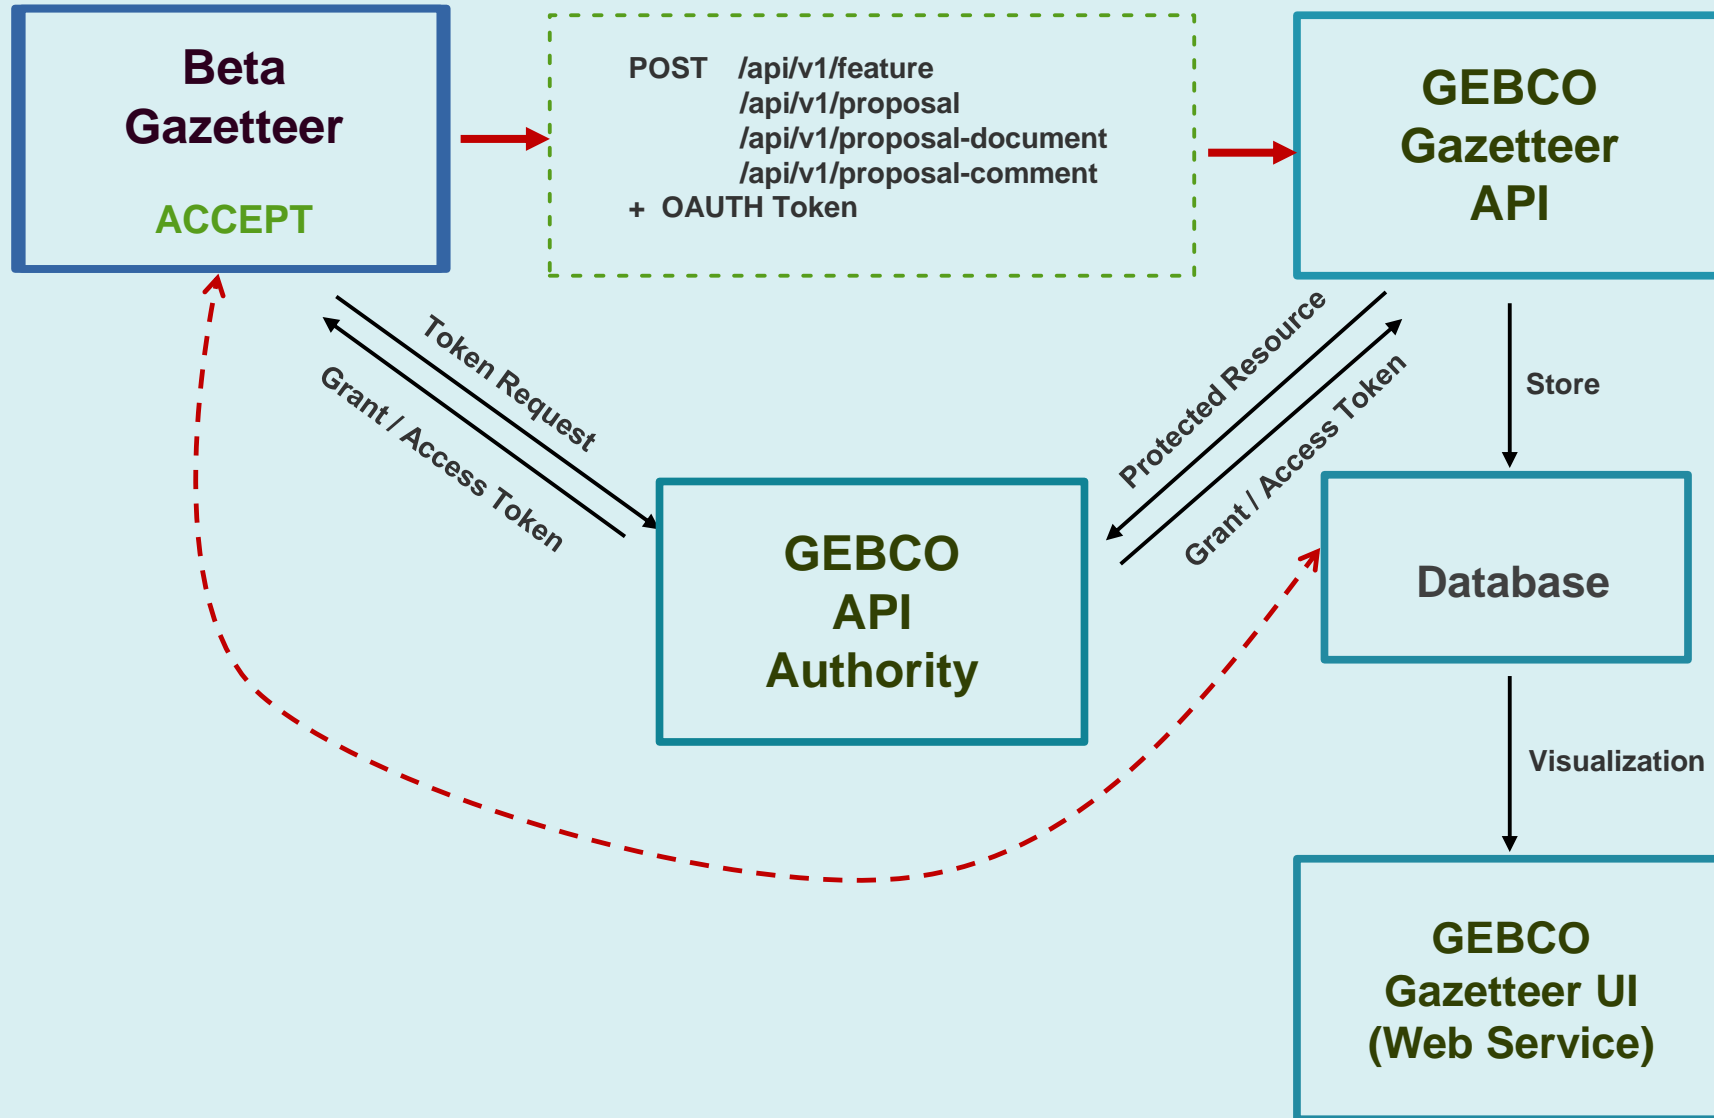 Beta
Gazetteer
ACCEPT
POST /api/v1/feature
/api/v1/proposal
/api/v1/proposal-document
/api/v1/proposal-comment
+ OAUTH Token
GEBCO
Gazetteer
API
Token Request
Grant / Access Token
Protected Resource
Grant / Access Token
Store
GEBCO
API
Authority
Database
Visualization
GEBCO
Gazetteer UI
(Web Service)